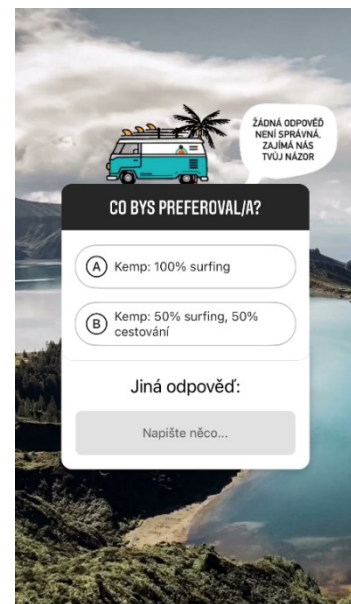 ŽÁDNÁ ODPOVĚĎ
NENÍ SPRÁVNÁ.
ZAJÍMÁ NÁS
TVŮJ NÁZOR
CO BYS PREFEROVAL/A?
A Kemp: 100% surfing
B Kemp: 50% surfing, 50%
cestování
Jiná odpověď:
Napište něco...